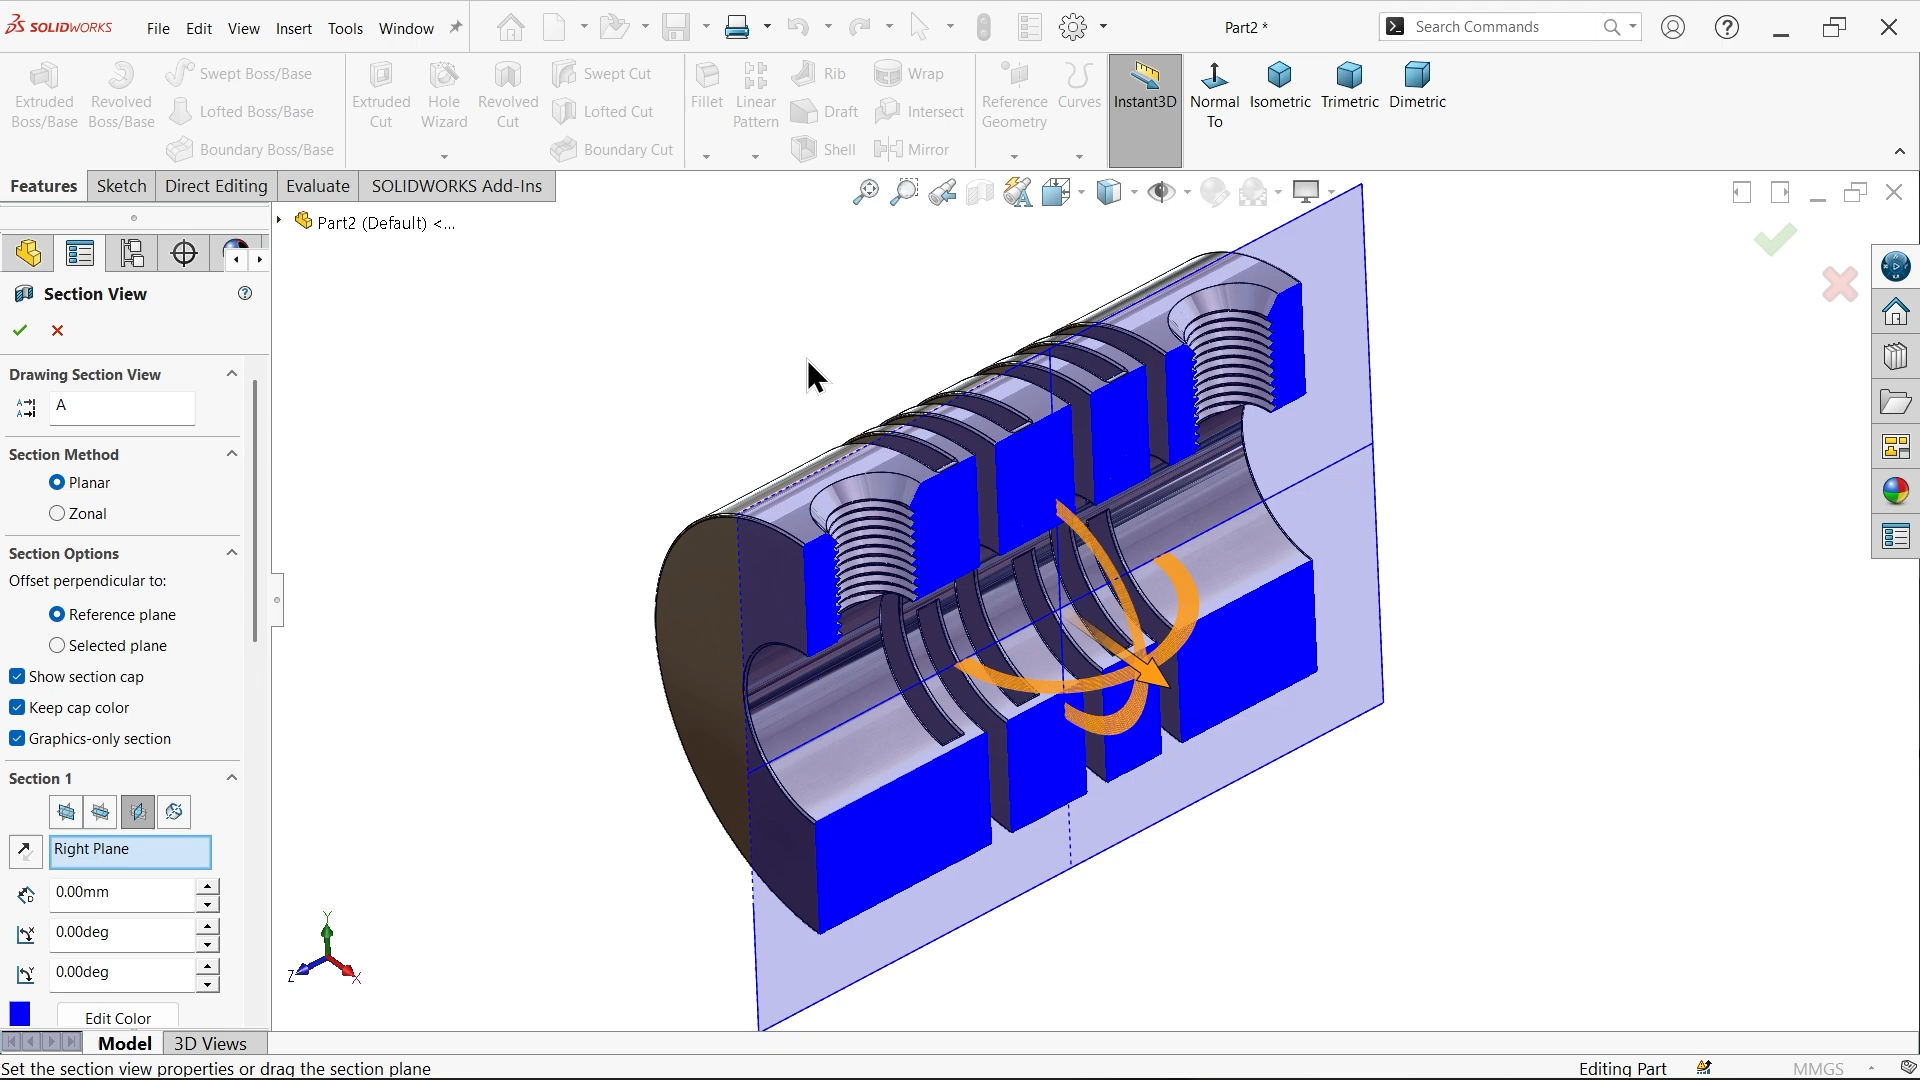 SOLIDWORKS File Edit View Insert Tools Window Part2 * Search Commands
Extruded Boss/Base
Revolved Boss/Base
Swept Boss/Base
Lofted Boss/Base
Boundary Boss/Base
Extruded Cut
Hole Wizard
Revolved Cut
Swept Cut
Lofted Cut
Boundary Cut
Fillet
Linear Pattern
Rib
Draft
Shell
Wrap
Intersect
Mirror
Reference Geometry
Curves
Instant3D
Normal To
Isometric
Trimetric
Dimetric
Features Sketch Direct Editing Evaluate SOLIDWORKS Add-Ins
Part2 (Default) <...
Section View
Drawing Section View
A
Section Method
Planar
Zonal
Section Options
Offset perpendicular to:
Reference plane
Selected plane
Show section cap
Keep cap color
Graphics-only section
Section 1
Right Plane
0.00mm
0.00deg
0.00deg
Edit Color
Y
Z
X
Model 3D Views
Set the section view properties or drag the section plane
Editing Part
MMGS